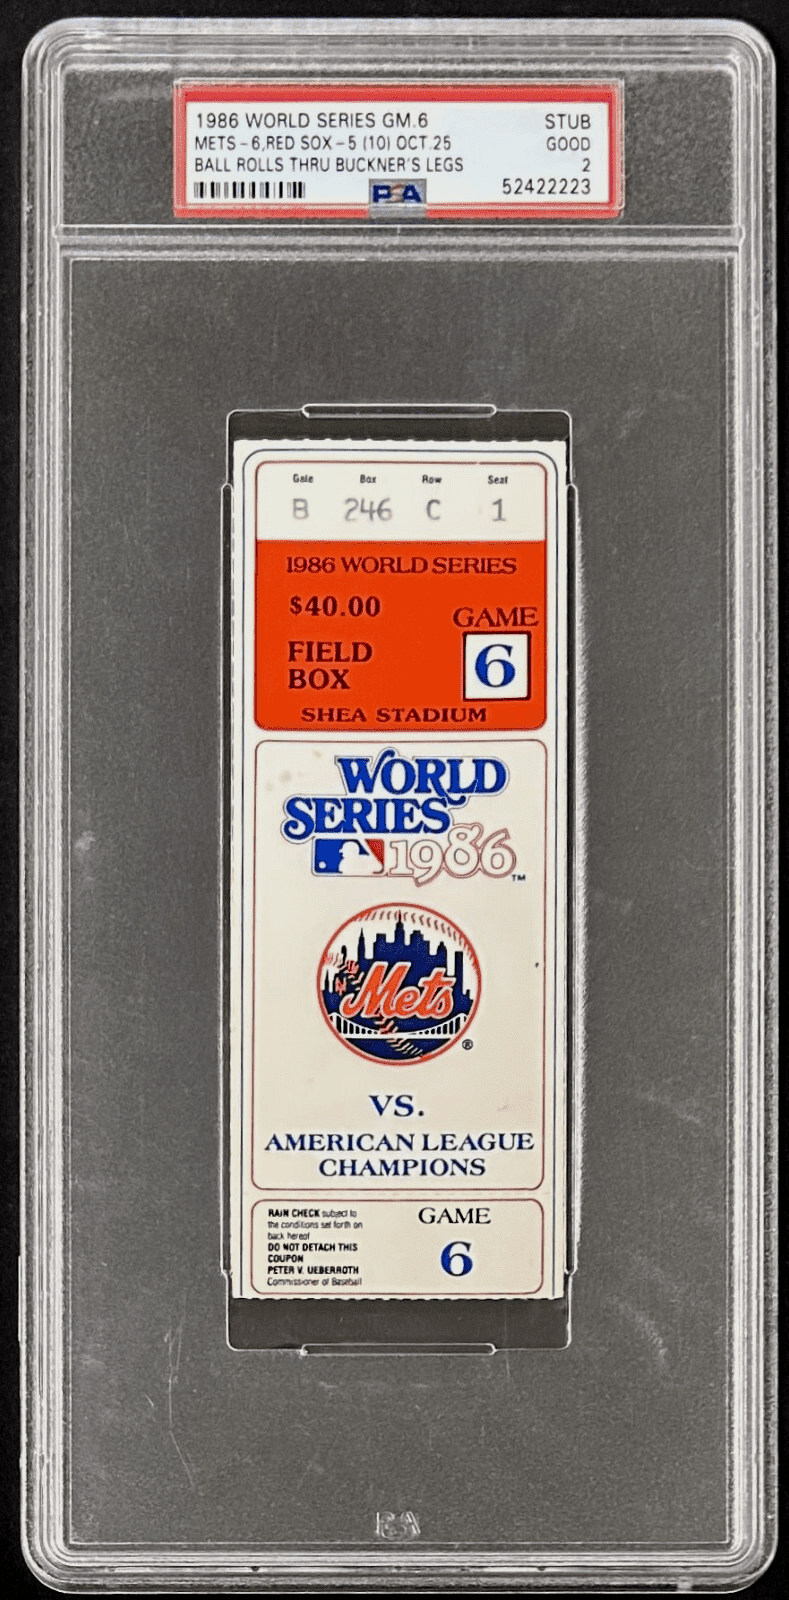 1986 WORLD SERIES GM.6 STUB
METS-6,RED SOX-5 (10) OCT.25 GOOD
BALL ROLLS THRU BUCKNER'S LEGS 2
PSA 52422223
Gate Box Row Seat
B 246 C 1
1986 WORLD SERIES
$40.00
GAME
FIELD
BOX
6
SHEA STADIUM
WORLD
SERIES
1986 ™
Mets
®
VS.
AMERICAN LEAGUE
CHAMPIONS
RAIN CHECK subject to
the conditions set forth on
back hereof
DO NOT DETACH THIS
COUPON
PETER V. UEBERROTH
Commissioner of Baseball
GAME
6
PSA